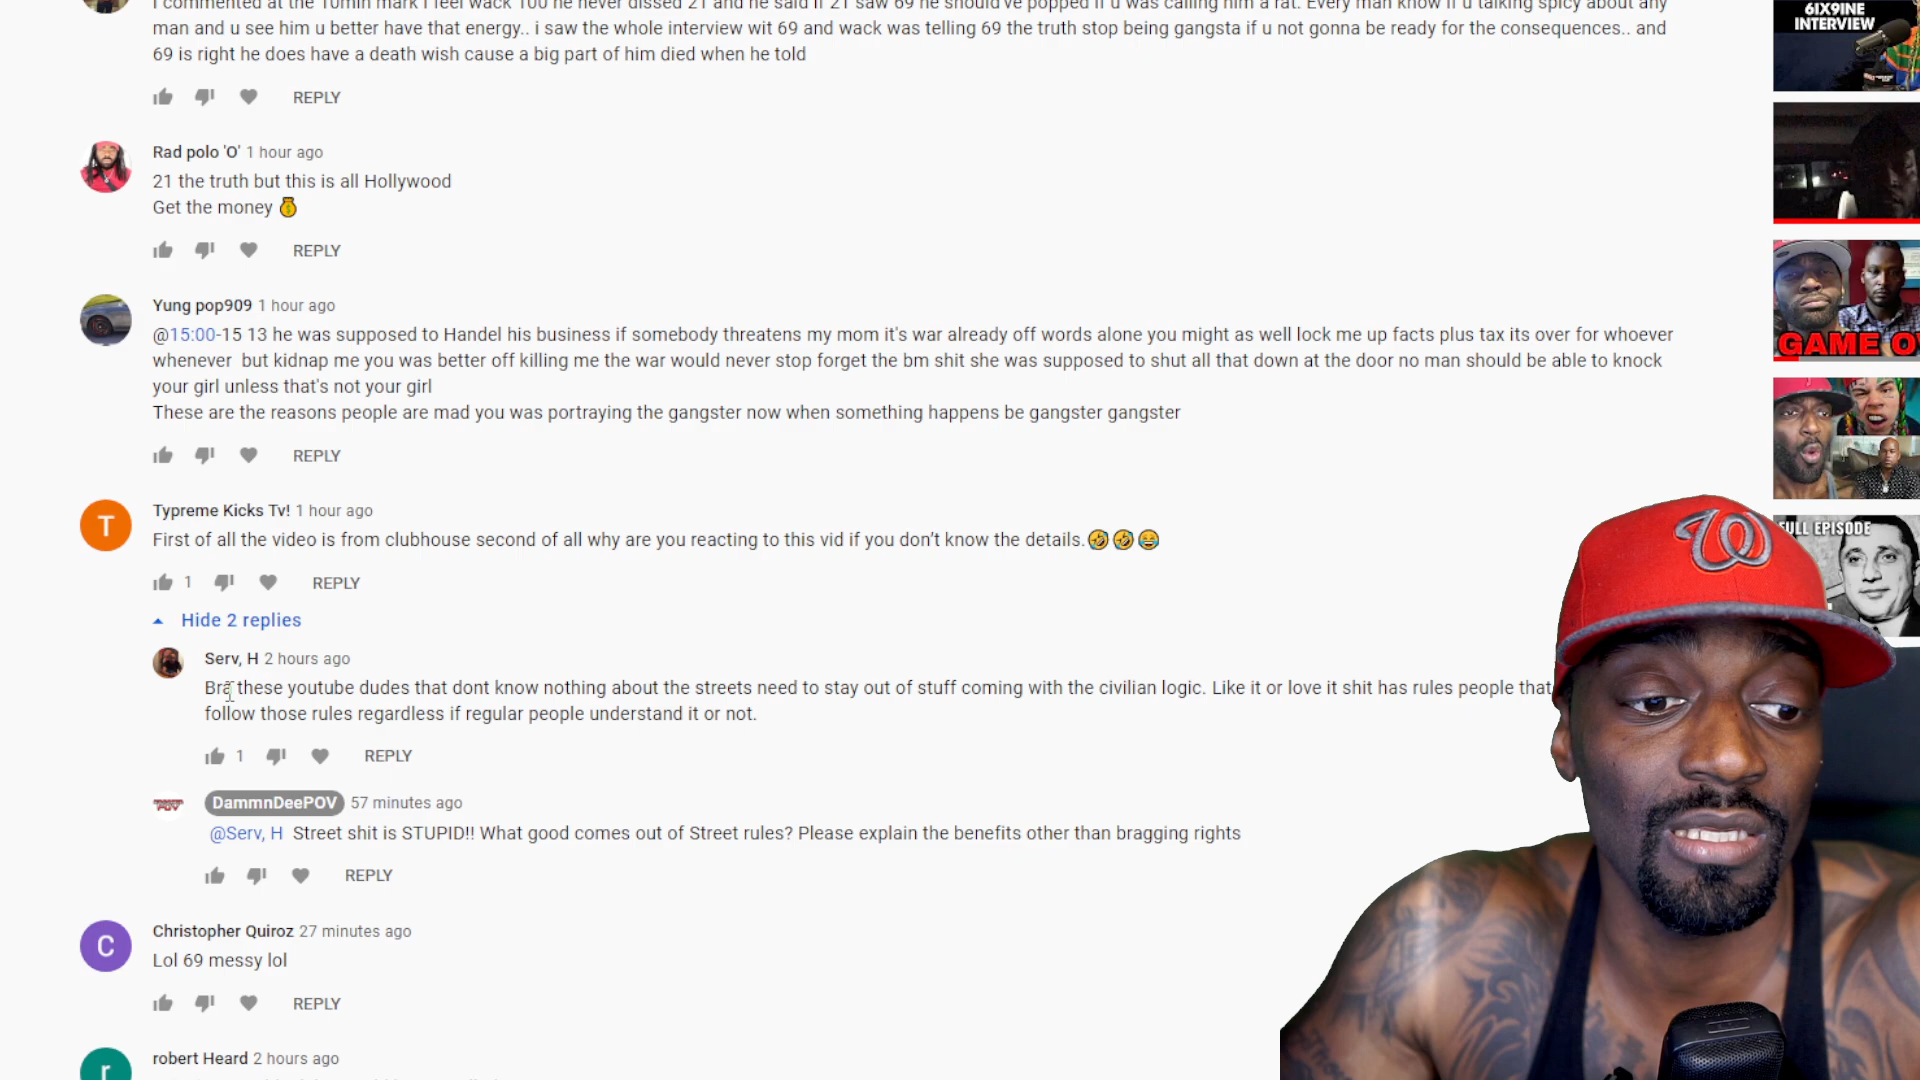 I commented at the 10min mark I feel wack 100 he never dissed 21 and he said if 21 saw 69 he should've popped if u was calling him a rat. Every man know if u talking spicy about any
man and u see him u better have that energy.. i saw the whole interview wit 69 and wack was telling 69 the truth stop being gangsta if u not gonna be ready for the consequences.. and
69 is right he does have a death wish cause a big part of him died when he told
REPLY
Rad polo 'O' 1 hour ago
21 the truth but this is all Hollywood
Get the money 💰
REPLY
Yung pop909 1 hour ago
@15:00-15 13 he was supposed to Handel his business if somebody threatens my mom it's war already off words alone you might as well lock me up facts plus tax its over for whoever
whenever but kidnap me you was better off killing me the war would never stop forget the bm shit she was supposed to shut all that down at the door no man should be able to knock
your girl unless that's not your girl
These are the reasons people are mad you was portraying the gangster now when something happens be gangster gangster
REPLY
T
Typreme Kicks Tv! 1 hour ago
First of all the video is from clubhouse second of all why are you reacting to this vid if you don't know the details.🤣🤣😂
1 REPLY
Hide 2 replies
Serv, H 2 hours ago
Bra these youtube dudes that dont know nothing about the streets need to stay out of stuff coming with the civilian logic. Like it or love it shit has rules people that
follow those rules regardless if regular people understand it or not.
1 REPLY
DammnDeePOV 57 minutes ago
@Serv, H Street shit is STUPID!! What good comes out of Street rules? Please explain the benefits other than bragging rights
REPLY
C
Christopher Quiroz 27 minutes ago
Lol 69 messy lol
REPLY
r
robert Heard 2 hours ago
6IX9INE
INTERVIEW
GAME O
FULL EPISODE
W